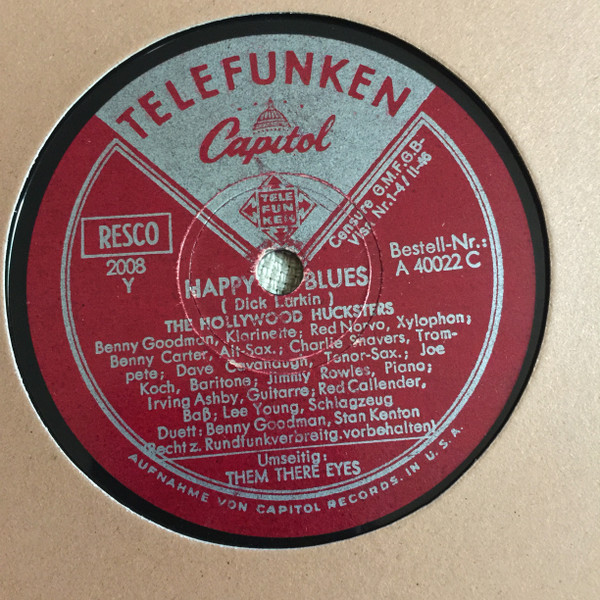 TELEFUNKEN
Capitol
TELE
FUN
KEN
Censure G.M.F.G.B-
Visr. Nr. 1-4/11-46
RESCO
2008
Y
Bestell-Nr.:
A 40022 C
HAPPY BLUES
( Dick Larkin )
THE HOLLYWOOD HUCKSTERS
Benny Goodman, Klarinette; Red Norvo, Xylophon;
Benny Carter, Alt-Sax.; Charlie Shavers, Trom-
pete; Dave Cavanaugh, Tenor-Sax.; Joe
Koch, Baritone; Jimmy Rowles, Piano;
Irving Ashby, Guitarre; Red Callender,
Baß; Lee Young, Schlagzeug
Duett: Benny Goodman, Stan Kenton
(Recht z. Rundfunkverbreitg. vorbehalten)
Umseitig:
THEM THERE EYES
AUFNAHME VON CAPITOL RECORDS. IN U.S.A.